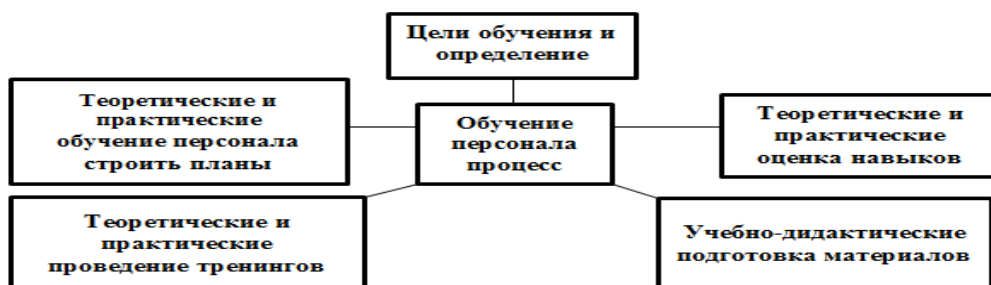 Цели обучения и
определение
Теоретические и
практические
обучение персонала
строить планы
Обучение
персонала
процесс
Теоретические и
практические
оценка навыков
Теоретические и
практические
проведение тренингов
Учебно-дидактические
подготовка материалов